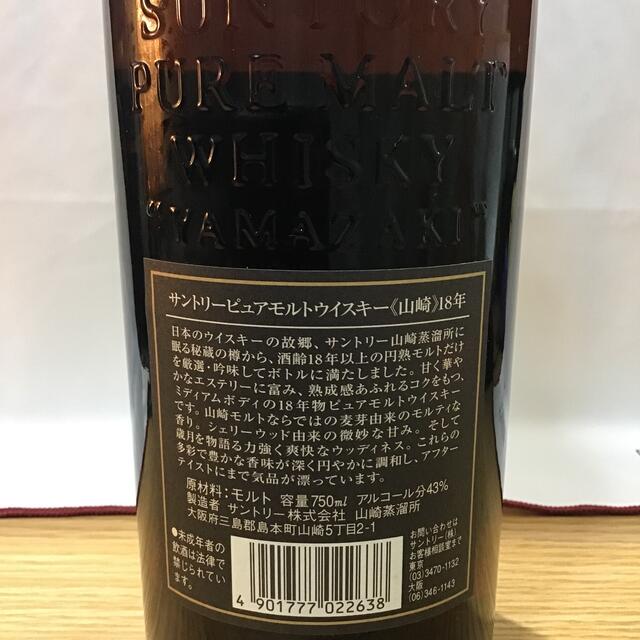 SUNTORY
PURE MALT
WHISKY
"YAMAZAKI"
サントリーピュアモルトウイスキー《山崎》18年
日本のウイスキーの故郷、サントリー山崎蒸溜所に
眠る秘蔵の樽から、酒齢18年以上の円熟モルトだけ
を厳選・吟味してボトルに満たしました。甘く華や
かなエステリーに富み、熟成感あふれるコクをもつ、
ミディアムボディの18年物ピュアモルトウイスキー
です。山崎モルトならではの麦芽由来のモルティな
香り。シェリーウッド由来の微妙な甘み。そして
歳月を物語る力強く爽快なウッディネス。これらの
多彩で豊かな香味が深く円やかに調和し、アフター
テイストにまで気品が漂っています。
原材料:モルト 容量750ml アルコール分43%
製造者 サントリー株式会社 山崎蒸溜所
大阪府三島郡島本町山崎5丁目2-1
●未成年者の
飲酒は法律で
禁じられてい
ます。
4 901777 022638
お問い合わせは
サントリー(株)
お客様相談室まで
東京
(03)3470-1132
大阪
(06)346-1143